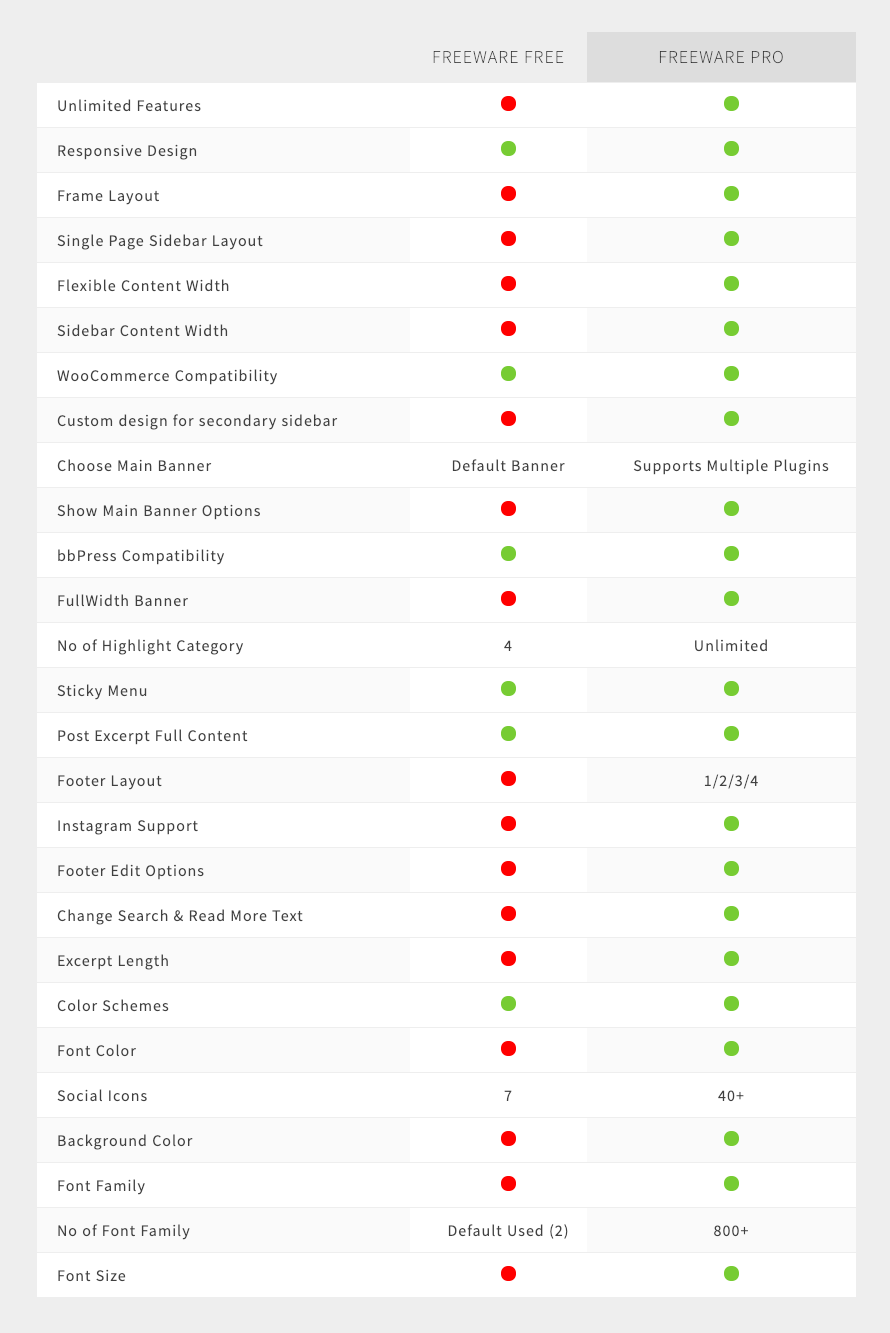 FREEWARE FREE FREEWARE PRO
Unlimited Features
Responsive Design
Frame Layout
Single Page Sidebar Layout
Flexible Content Width
Sidebar Content Width
WooCommerce Compatibility
Custom design for secondary sidebar
Choose Main Banner Default Banner Supports Multiple Plugins
Show Main Banner Options
bbPress Compatibility
FullWidth Banner
No of Highlight Category 4 Unlimited
Sticky Menu
Post Excerpt Full Content
Footer Layout 1/2/3/4
Instagram Support
Footer Edit Options
Change Search & Read More Text
Excerpt Length
Color Schemes
Font Color
Social Icons 7 40+
Background Color
Font Family
No of Font Family Default Used (2) 800+
Font Size